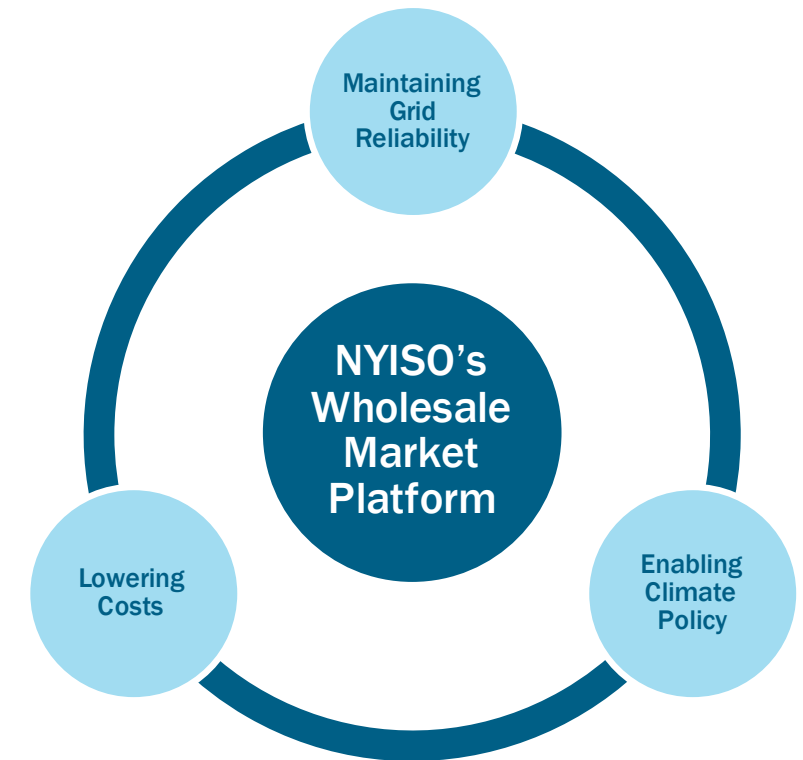 Maintaining
Grid
Reliability
NYISO's
Wholesale
Market
Platform
Lowering
Costs
Enabling
Climate
Policy